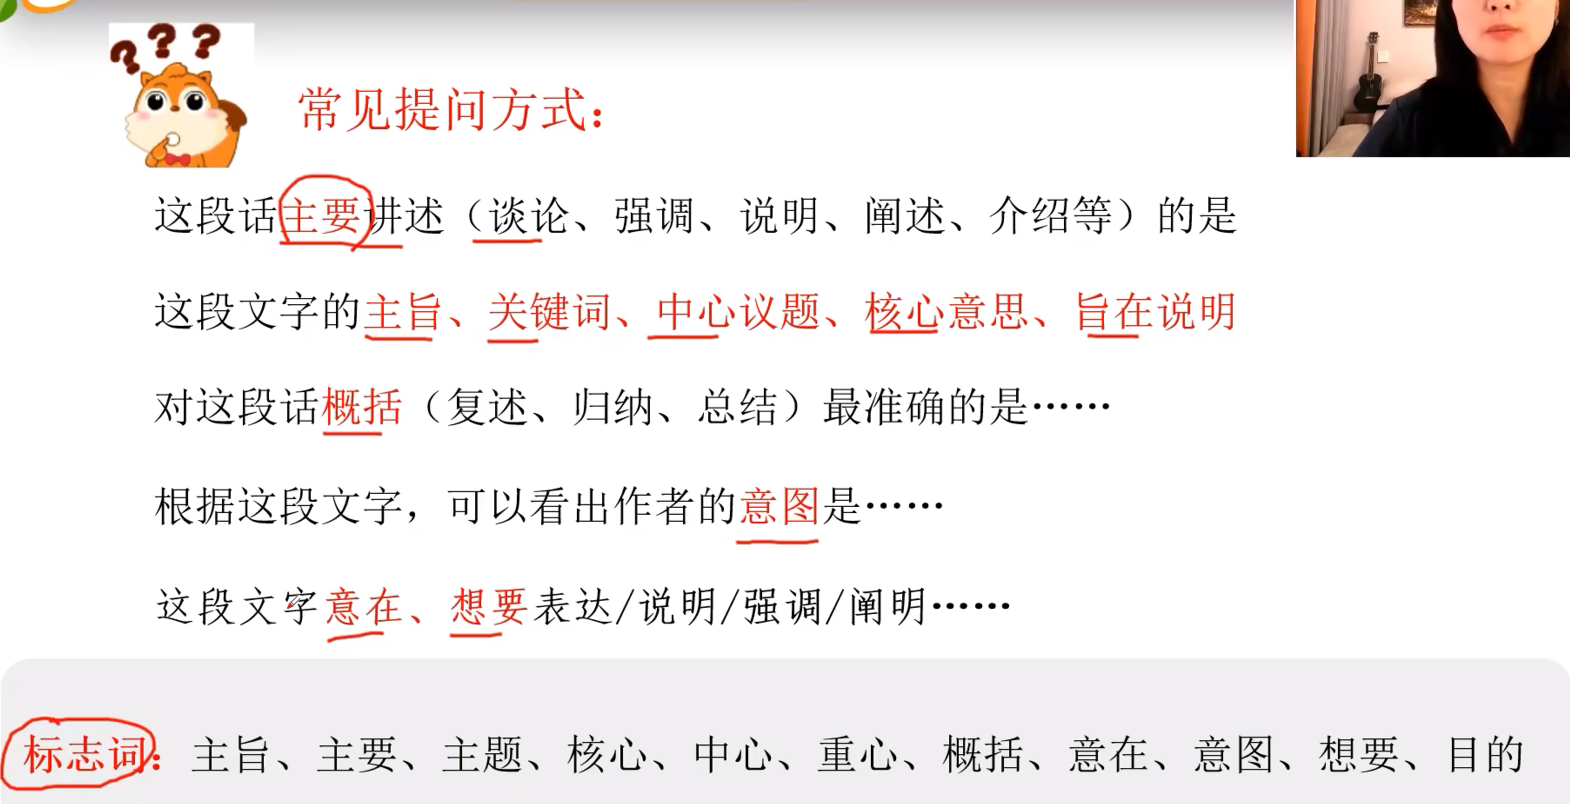 ? ? ?
常见提问方式：
这段话主要讲述（谈论、强调、说明、阐述、介绍等）的是
这段文字的主旨、关键词、中心议题、核心意思、旨在说明
对这段话概括（复述、归纳、总结）最准确的是……
根据这段文字，可以看出作者的意图是……
这段文字意在、想要表达/说明/强调/阐明……
标志词：主旨、主要、主题、核心、中心、重心、概括、意在、意图、想要、目的